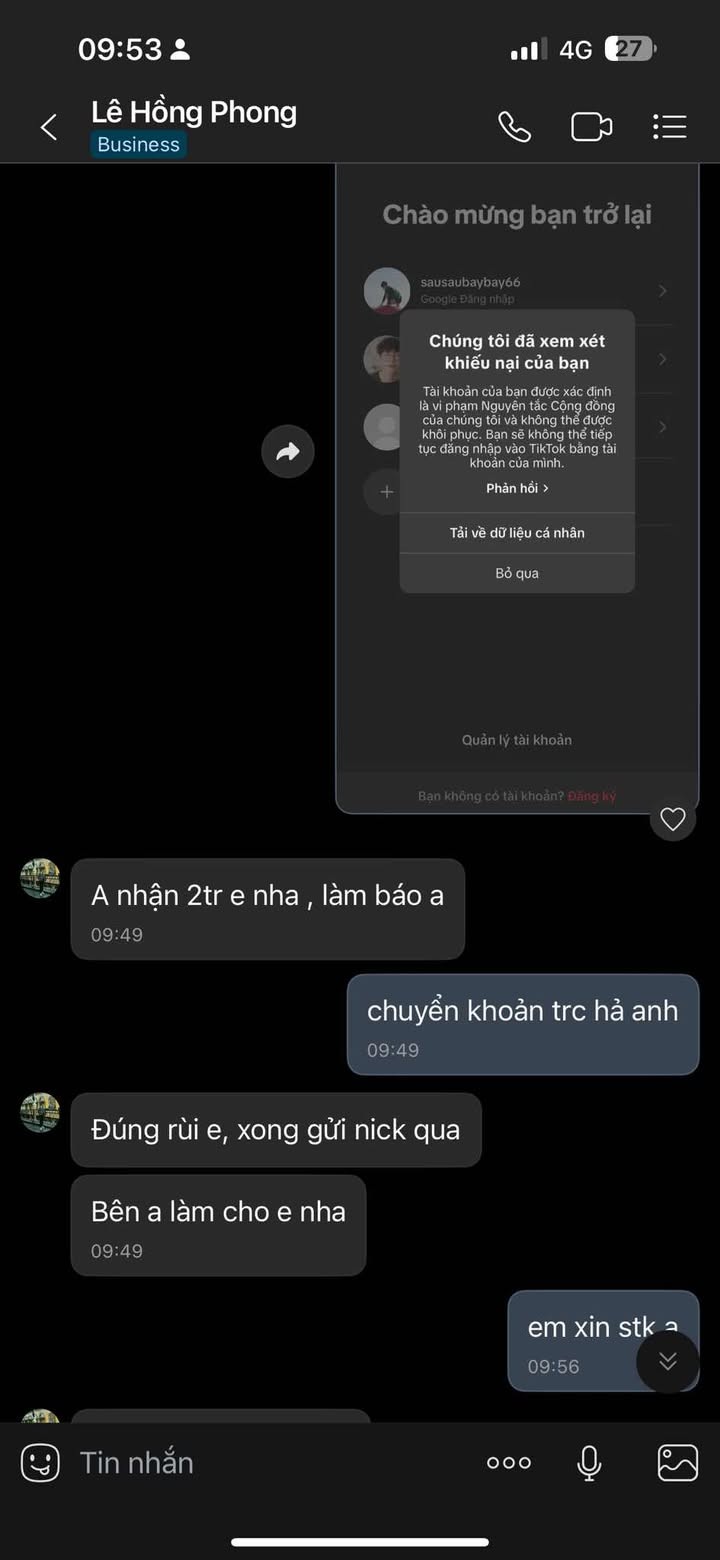 09:53
4G
27
Lê Hồng Phong
Business
Chào mừng bạn trở lại
sausaubaybay66
Google Đăng nhập
Chúng tôi đã xem xét
khiếu nại của bạn
Tài khoản của bạn được xác định
là vi phạm Nguyên tắc Cộng đồng
của chúng tôi và không thể được
khôi phục. Bạn sẽ không thể tiếp
tục đăng nhập vào TikTok bằng tài
khoản của mình.
Phản hồi >
Tải về dữ liệu cá nhân
Bỏ qua
Quản lý tài khoản
Bạn không có tài khoản? Đăng ký
A nhận 2tr e nha , làm báo a
09:49
chuyển khoản trc hả anh
09:49
Đúng rùi e, xong gửi nick qua
Bên a làm cho e nha
09:49
em xin stk a
09:56
Tin nhắn